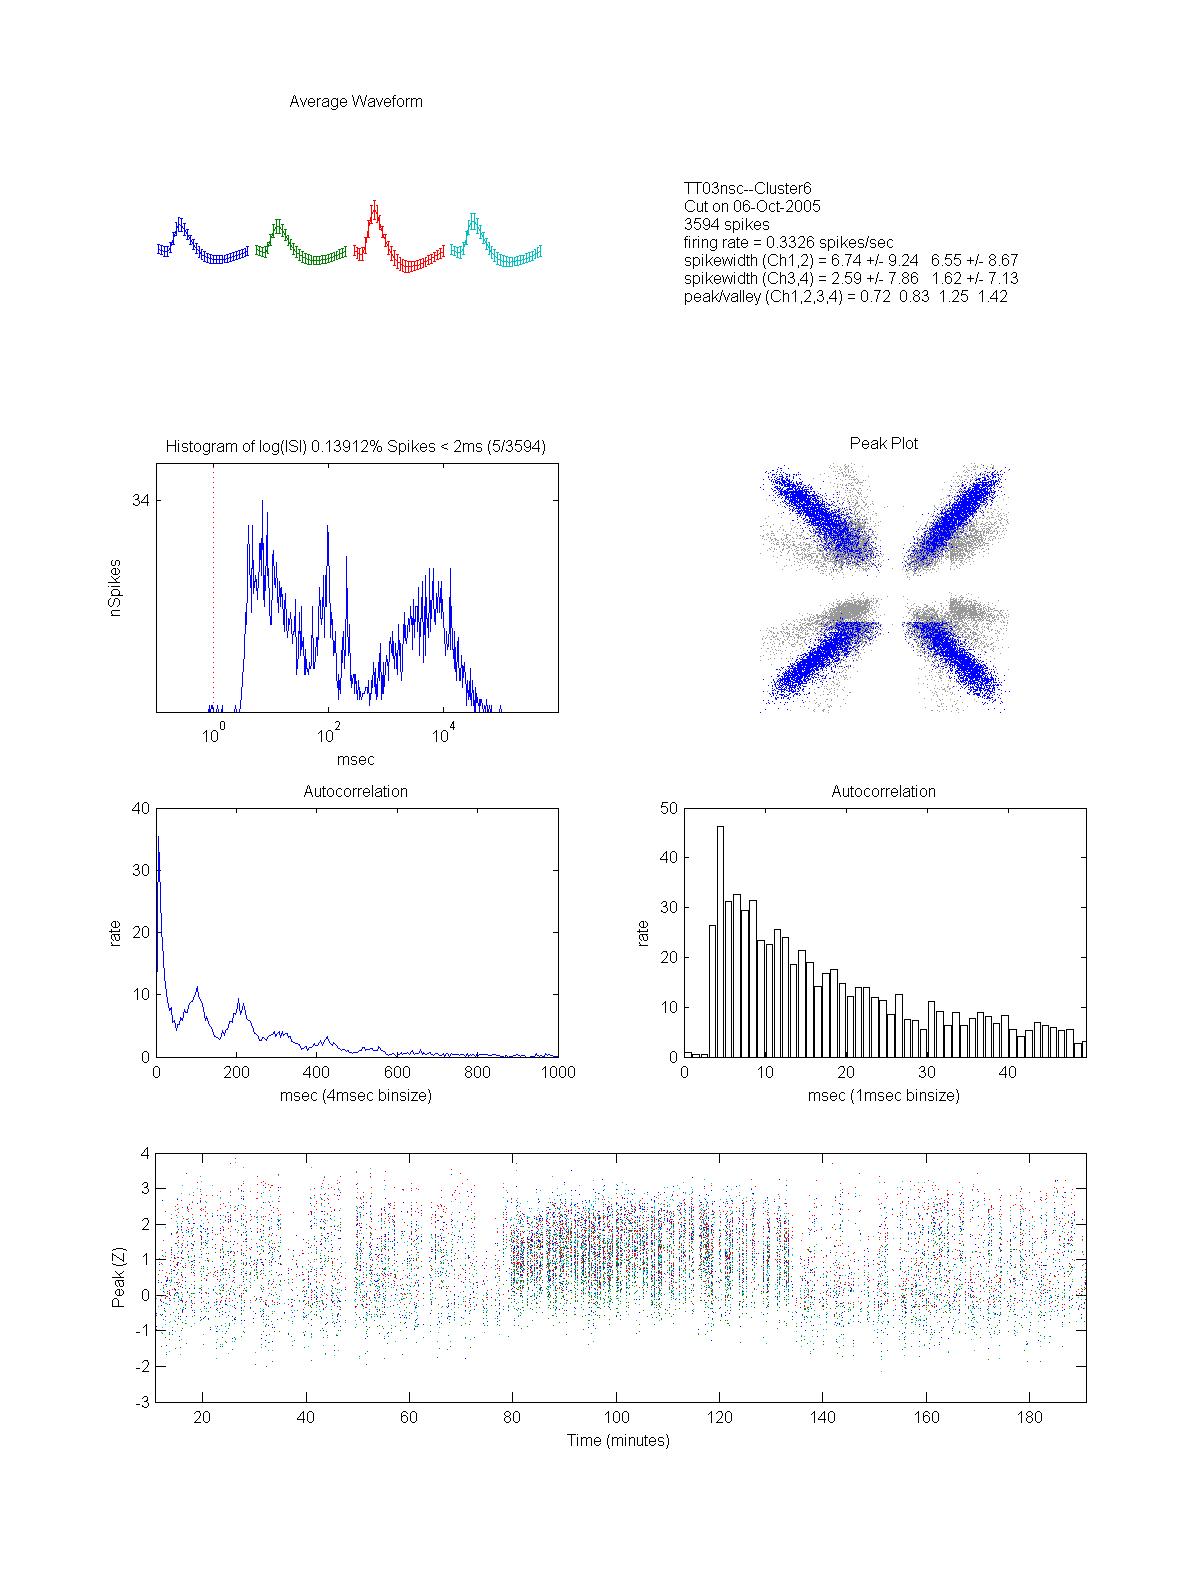 Average Waveform
TT03nsc--Cluster6
Cut on 06-Oct-2005
3594 spikes
firing rate = 0.3326 spikes/sec
spikewidth (Ch1,2) = 6.74 +/- 9.24   6.55 +/- 8.67
spikewidth (Ch3,4) = 2.59 +/- 7.86   1.62 +/- 7.13
peak/valley (Ch1,2,3,4) = 0.72  0.83  1.25  1.42
Histogram of log(ISI) 0.13912% Spikes < 2ms (5/3594)
34
nSpikes
10^0 10^2 10^4
msec
Peak Plot
Autocorrelation
40
30
20
10
0
rate
0 200 400 600 800 1000
msec (4msec binsize)
Autocorrelation
50
40
30
20
10
0
rate
0 10 20 30 40
msec (1msec binsize)
4
3
2
1
0
-1
-2
-3
Peak (Z)
20 40 60 80 100 120 140 160 180
Time (minutes)